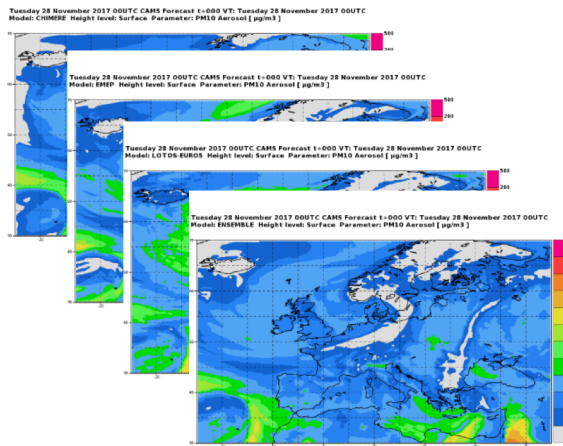 Tuesday 28 November 2017 00UTC CAMS Forecast t+000 VT: Tuesday 28 November 2017 00UTC
Model: CHIMERE Height level: Surface Parameter: PM10 Aerosol [ µg/m3 ]
500
Tuesday 28 November 2017 00UTC CAMS Forecast t+000 VT: Tuesday 28 November 2017 00UTC
Model: EMEP Height level: Surface Parameter: PM10 Aerosol [ µg/m3 ]
500
200
Tuesday 28 November 2017 00UTC CAMS Forecast t+000 VT: Tuesday 28 November 2017 00UTC
Model: LOTOS-EUROS Height level: Surface Parameter: PM10 Aerosol [ µg/m3 ]
500
200
Tuesday 28 November 2017 00UTC CAMS Forecast t+000 VT: Tuesday 28 November 2017 00UTC
Model: ENSEMBLE Height level: Surface Parameter: PM10 Aerosol [ µg/m3 ]